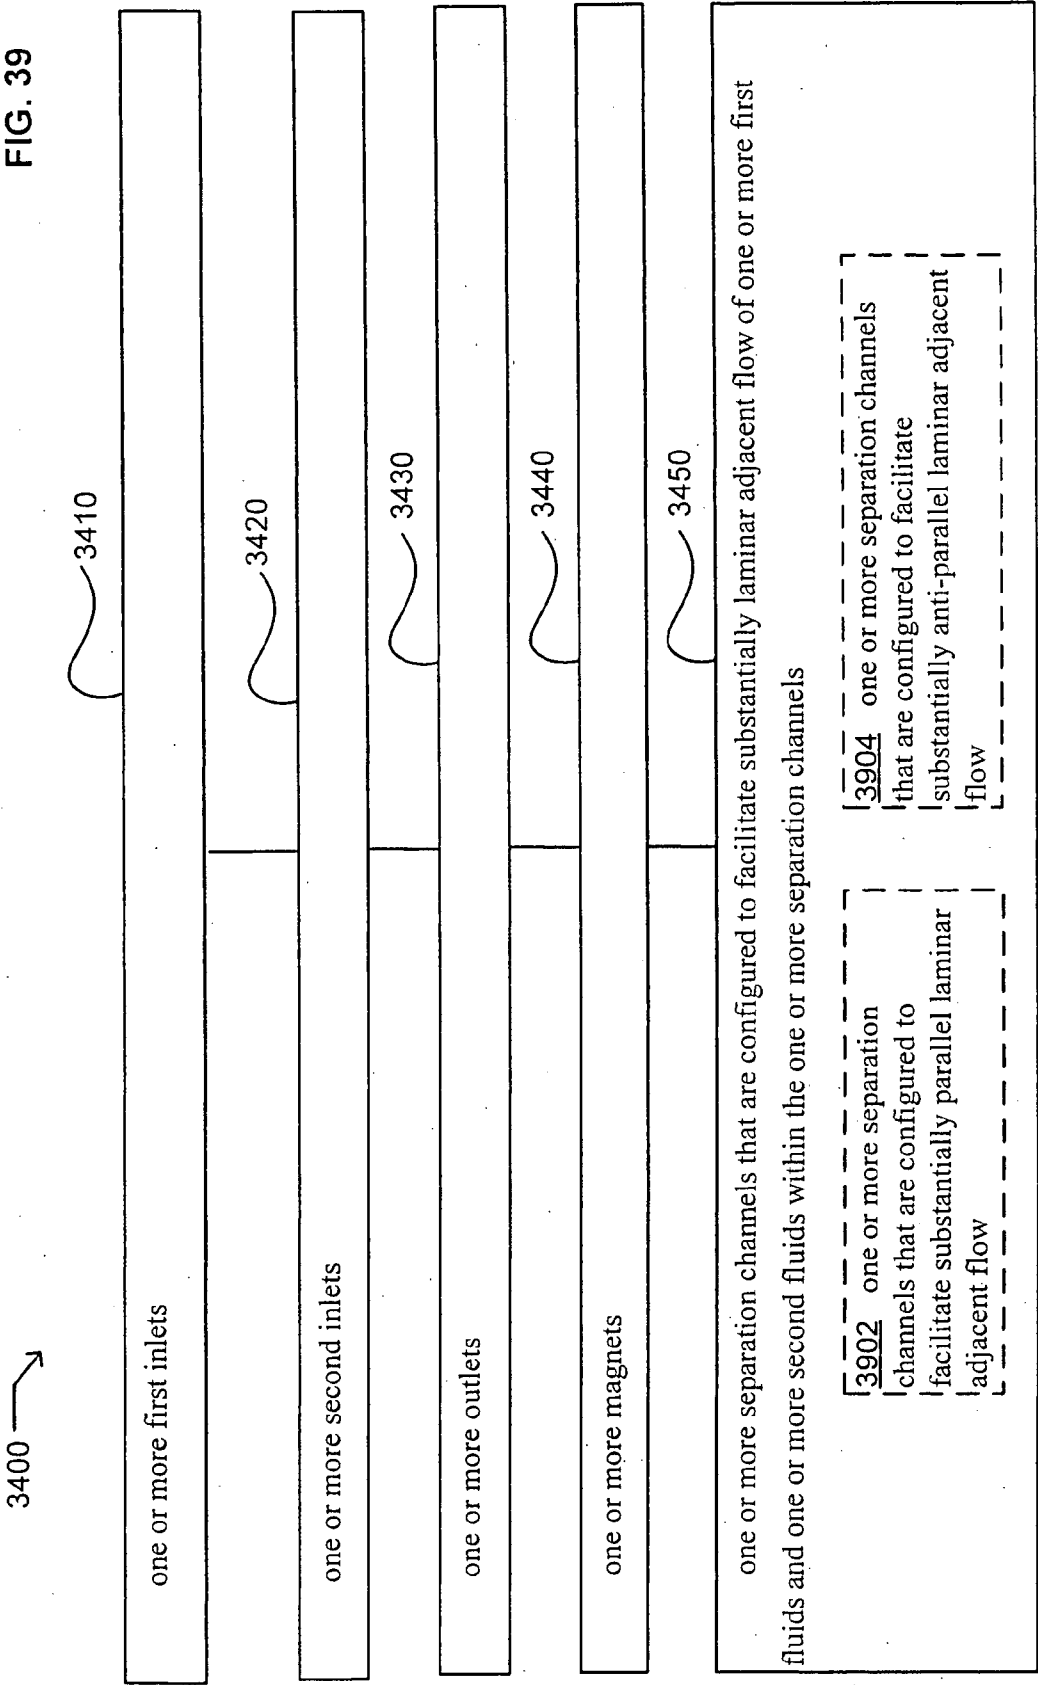 FIG. 39
3400
3410
one or more first inlets
3420
one or more second inlets
3430
one or more outlets
3440
one or more magnets
3450
one or more separation channels that are configured to facilitate substantially laminar adjacent flow of one or more first
fluids and one or more second fluids within the one or more separation channels
3902 one or more separation
channels that are configured to
facilitate substantially parallel laminar
adjacent flow
3904 one or more separation channels
that are configured to facilitate
substantially anti-parallel laminar adjacent
flow